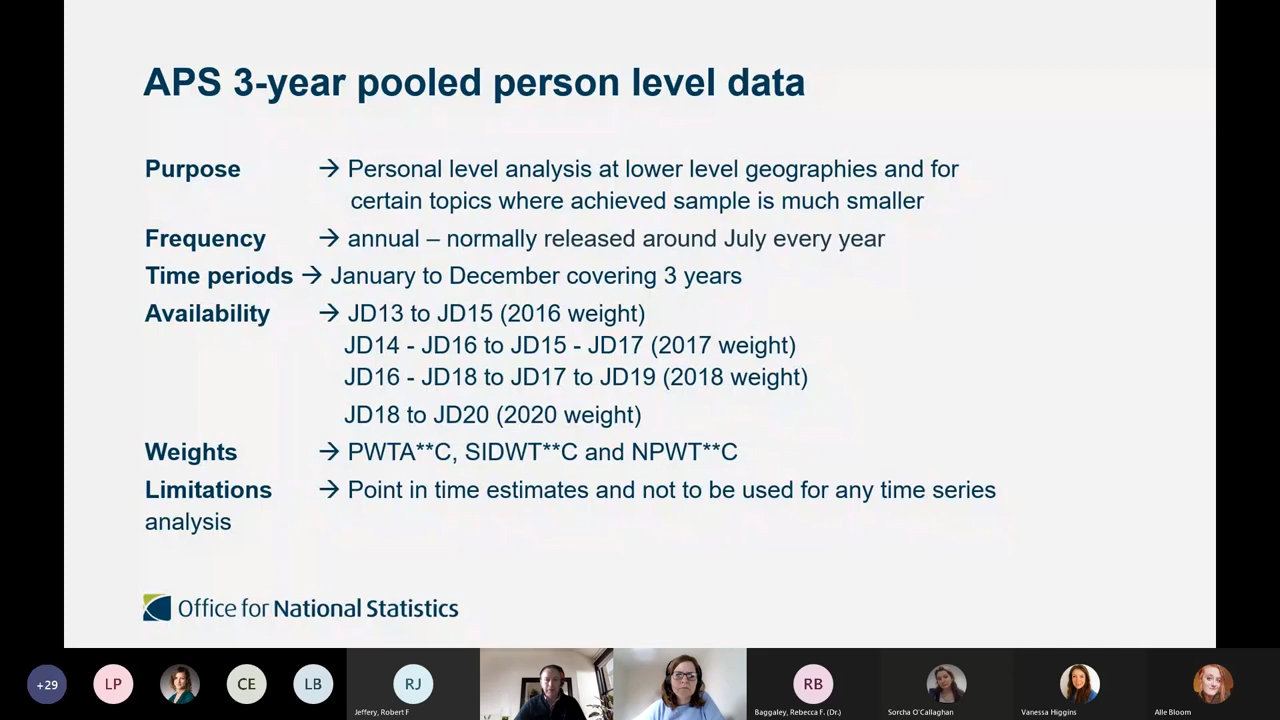 APS 3-year pooled person level data
Purpose → Personal level analysis at lower level geographies and for
certain topics where achieved sample is much smaller
Frequency → annual – normally released around July every year
Time periods → January to December covering 3 years
Availability → JD13 to JD15 (2016 weight)
JD14 - JD16 to JD15 - JD17 (2017 weight)
JD16 - JD18 to JD17 to JD19 (2018 weight)
JD18 to JD20 (2020 weight)
Weights → PWTA**C, SIDWT**C and NPWT**C
Limitations → Point in time estimates and not to be used for any time series
analysis
Office for National Statistics
+29 LP CE LB RJ RB
Jeffery, Robert F Baggaley, Rebecca F. (Dr.) Sorcha O'Callaghan Vanessa Higgins Alle Bloom